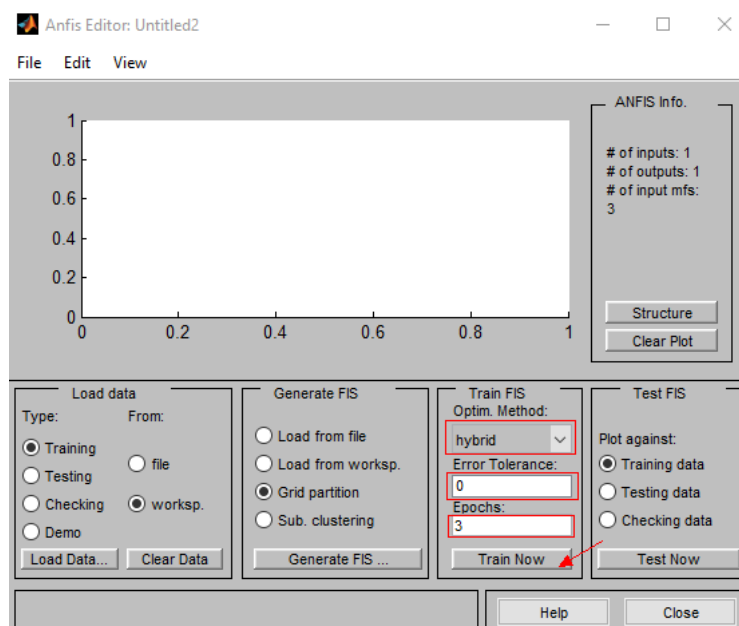 Anfis Editor: Untitled2
File Edit View
ANFIS Info.
# of inputs: 1
# of outputs: 1
# of input mfs:
3
1
0.8
0.6
0.4
0.2
0
0 0.2 0.4 0.6 0.8 1
Structure
Clear Plot
Load data
Type: From:
Training
file
Testing
Checking worksp.
Demo
Load Data... Clear Data
Generate FIS
Load from file
Load from worksp.
Grid partition
Sub. clustering
Generate FIS ...
Train FIS
Optim. Method:
hybrid
Error Tolerance:
0
Epochs:
3
Train Now
Test FIS
Plot against:
Training data
Testing data
Checking data
Test Now
Help Close